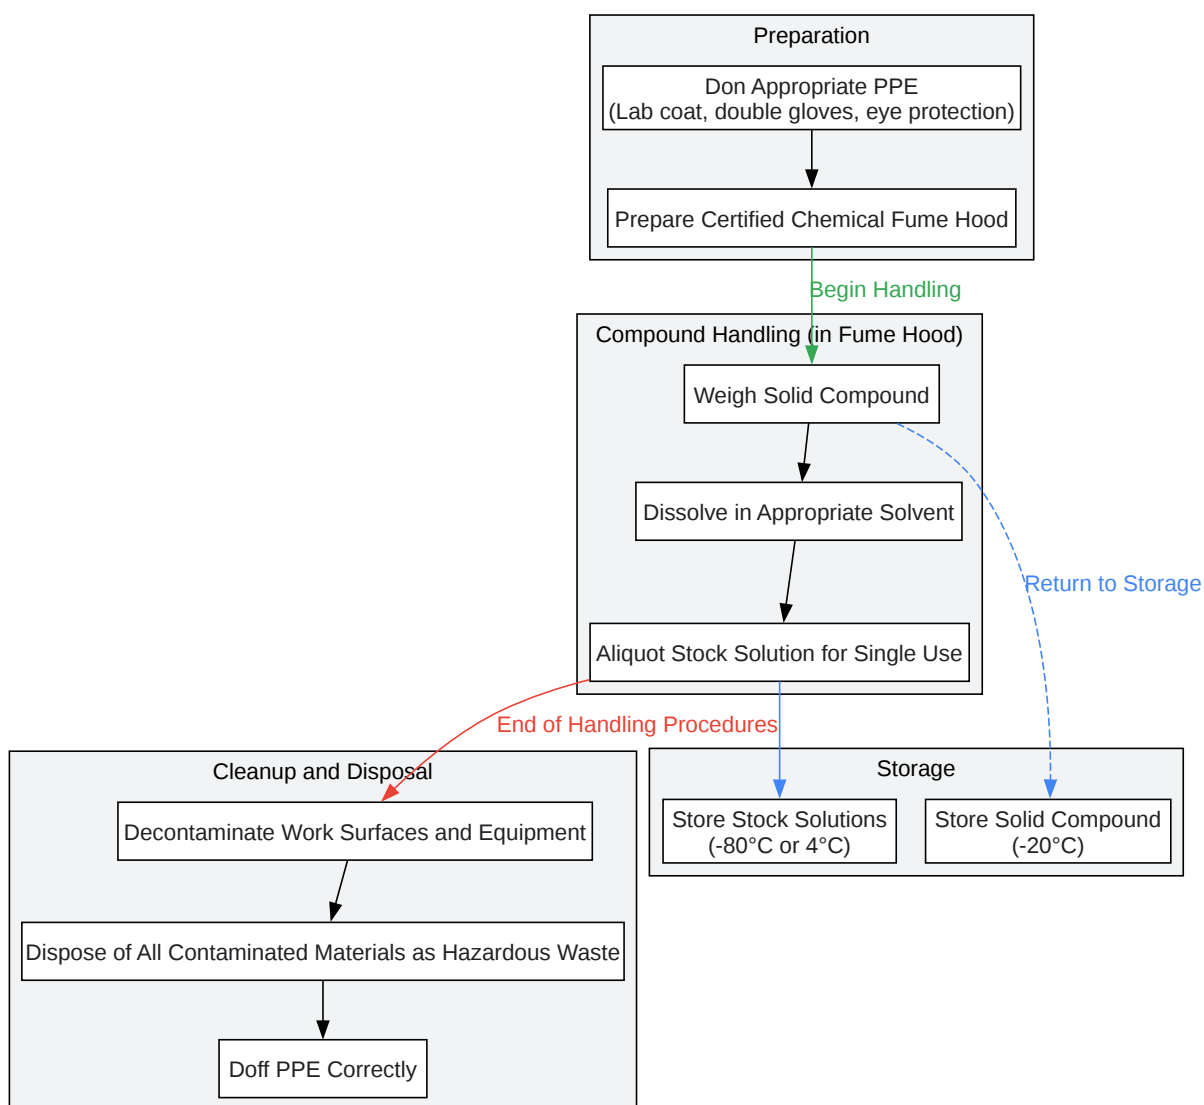 Preparation
Don Appropriate PPE
(Lab coat, double gloves, eye protection)
Prepare Certified Chemical Fume Hood
Begin Handling
Compound Handling (in Fume Hood)
Weigh Solid Compound
Dissolve in Appropriate Solvent
Return to Storage
Aliquot Stock Solution for Single Use
End of Handling Procedures
Cleanup and Disposal
Decontaminate Work Surfaces and Equipment
Dispose of All Contaminated Materials as Hazardous Waste
Doff PPE Correctly
Storage
Store Stock Solutions
(-80°C or 4°C)
Store Solid Compound
(-20°C)